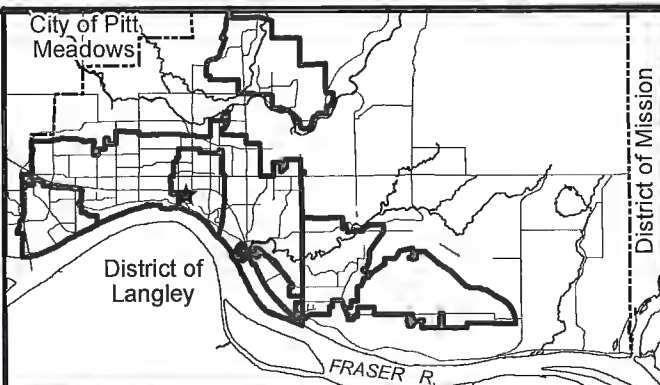 City of Pitt
Meadows
District of Mission
District of
Langley
FRASER R.